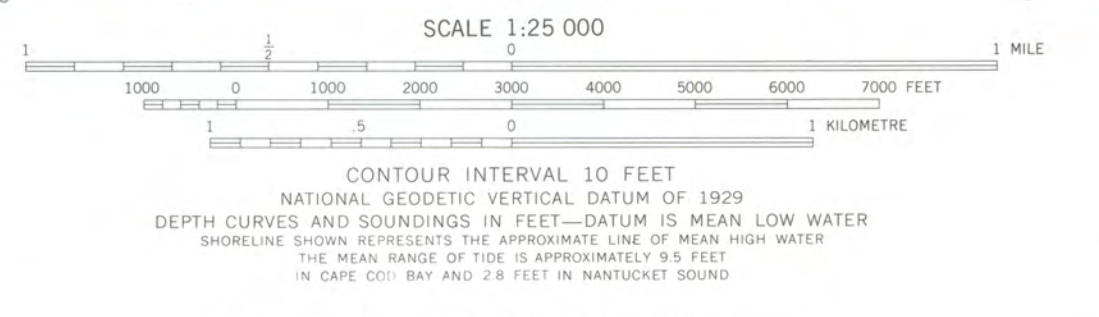 SCALE 1:25 000
1 1/2 0 1 MILE
1000 0 1000 2000 3000 4000 5000 6000 7000 FEET
1 .5 0 1 KILOMETRE
CONTOUR INTERVAL 10 FEET
NATIONAL GEODETIC VERTICAL DATUM OF 1929
DEPTH CURVES AND SOUNDINGS IN FEET—DATUM IS MEAN LOW WATER
SHORELINE SHOWN REPRESENTS THE APPROXIMATE LINE OF MEAN HIGH WATER
THE MEAN RANGE OF TIDE IS APPROXIMATELY 9.5 FEET
IN CAPE COD BAY AND 2.8 FEET IN NANTUCKET SOUND